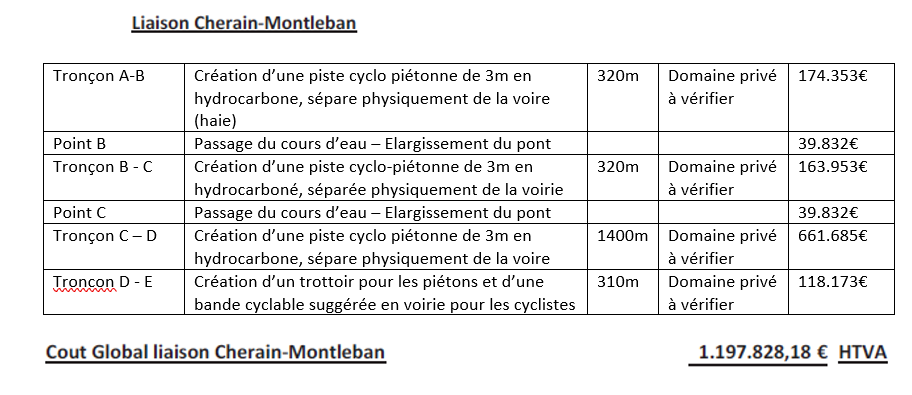 Liaison Cherain-Montleban
Tronçon A-B
Création d’une piste cyclo piétonne de 3m en
hydrocarbone, sépare physiquement de la voire
(haie)
320m
Domaine privé
à vérifier
174.353€
Point B
Passage du cours d’eau – Elargissement du pont
39.832€
Tronçon B - C
Création d’une piste cyclo-piétonne de 3m en
hydrocarboné, séparée physiquement de la voirie
320m
Domaine privé
à vérifier
163.953€
Point C
Passage du cours d’eau – Elargissement du pont
39.832€
Tronçon C – D
Création d’une piste cyclo piétonne de 3m en
hydrocarbone, sépare physiquement de la voire
1400m
Domaine privé
à vérifier
661.685€
Troncon D - E
Création d’un trottoir pour les piétons et d’une
bande cyclable suggérée en voirie pour les cyclistes
310m
Domaine privé
à vérifier
118.173€
Cout Global liaison Cherain-Montleban
1.197.828,18 € HTVA